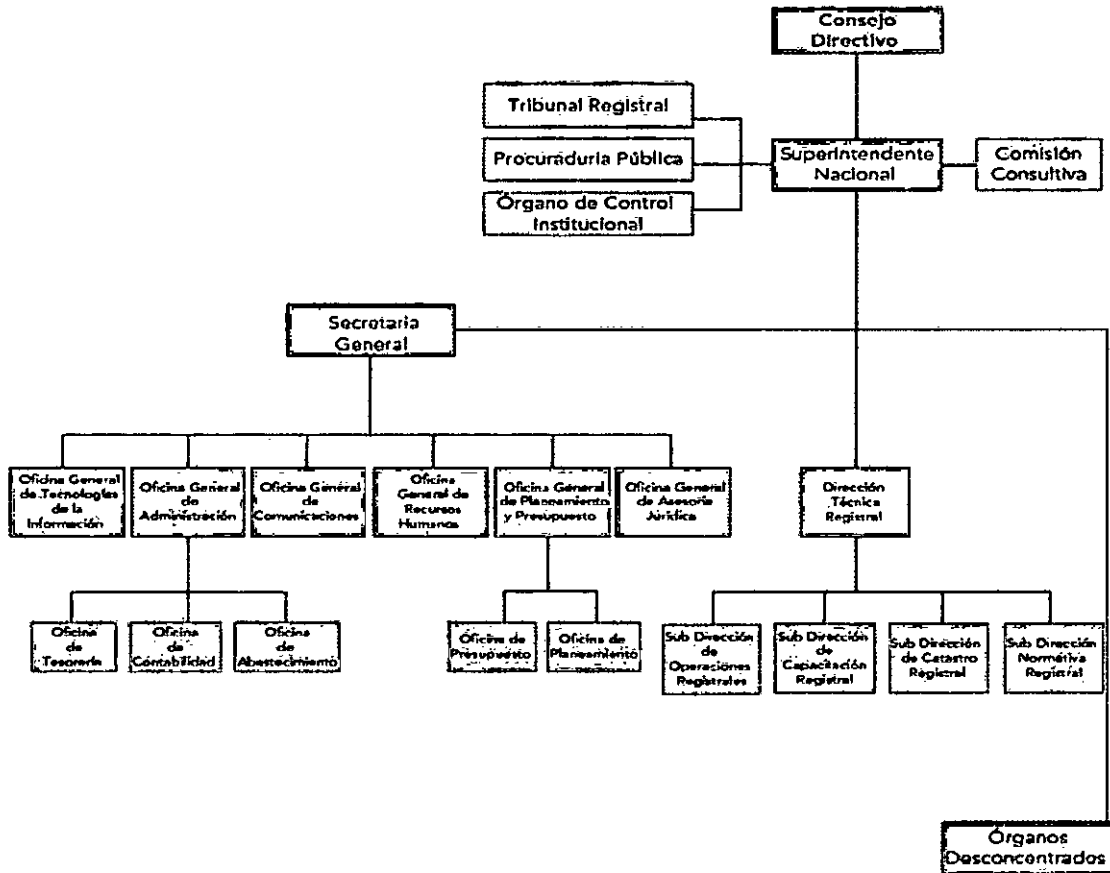 Consejo
Directivo
Tribunal Registral
Procuraduría Pública
Superintendente
Nacional
Comisión
Consultiva
Órgano de Control
Institucional
Secretaria
General
Oficina General
de Tecnologías
de la
Información
Oficina General
de
Administración
Oficina General
de
Comunicaciones
Oficina
General de
Recursos
Humanos
Oficina General
de Planeamiento
y Presupuesto
Oficina General
de Asesoría
Jurídica
Dirección
Técnica
Registral
Oficina
de
Tesorería
Oficina
de
Contabilidad
Oficina
de
Abastecimiento
Oficina de
Presupuesto
Oficina de
Planeamiento
Sub Dirección
de
Operaciones
Registrales
Sub Dirección
de
Capacitación
Registral
Sub Dirección
de Catastro
Registral
Sub Dirección
Normativa
Registral
Órganos
Desconcentrados